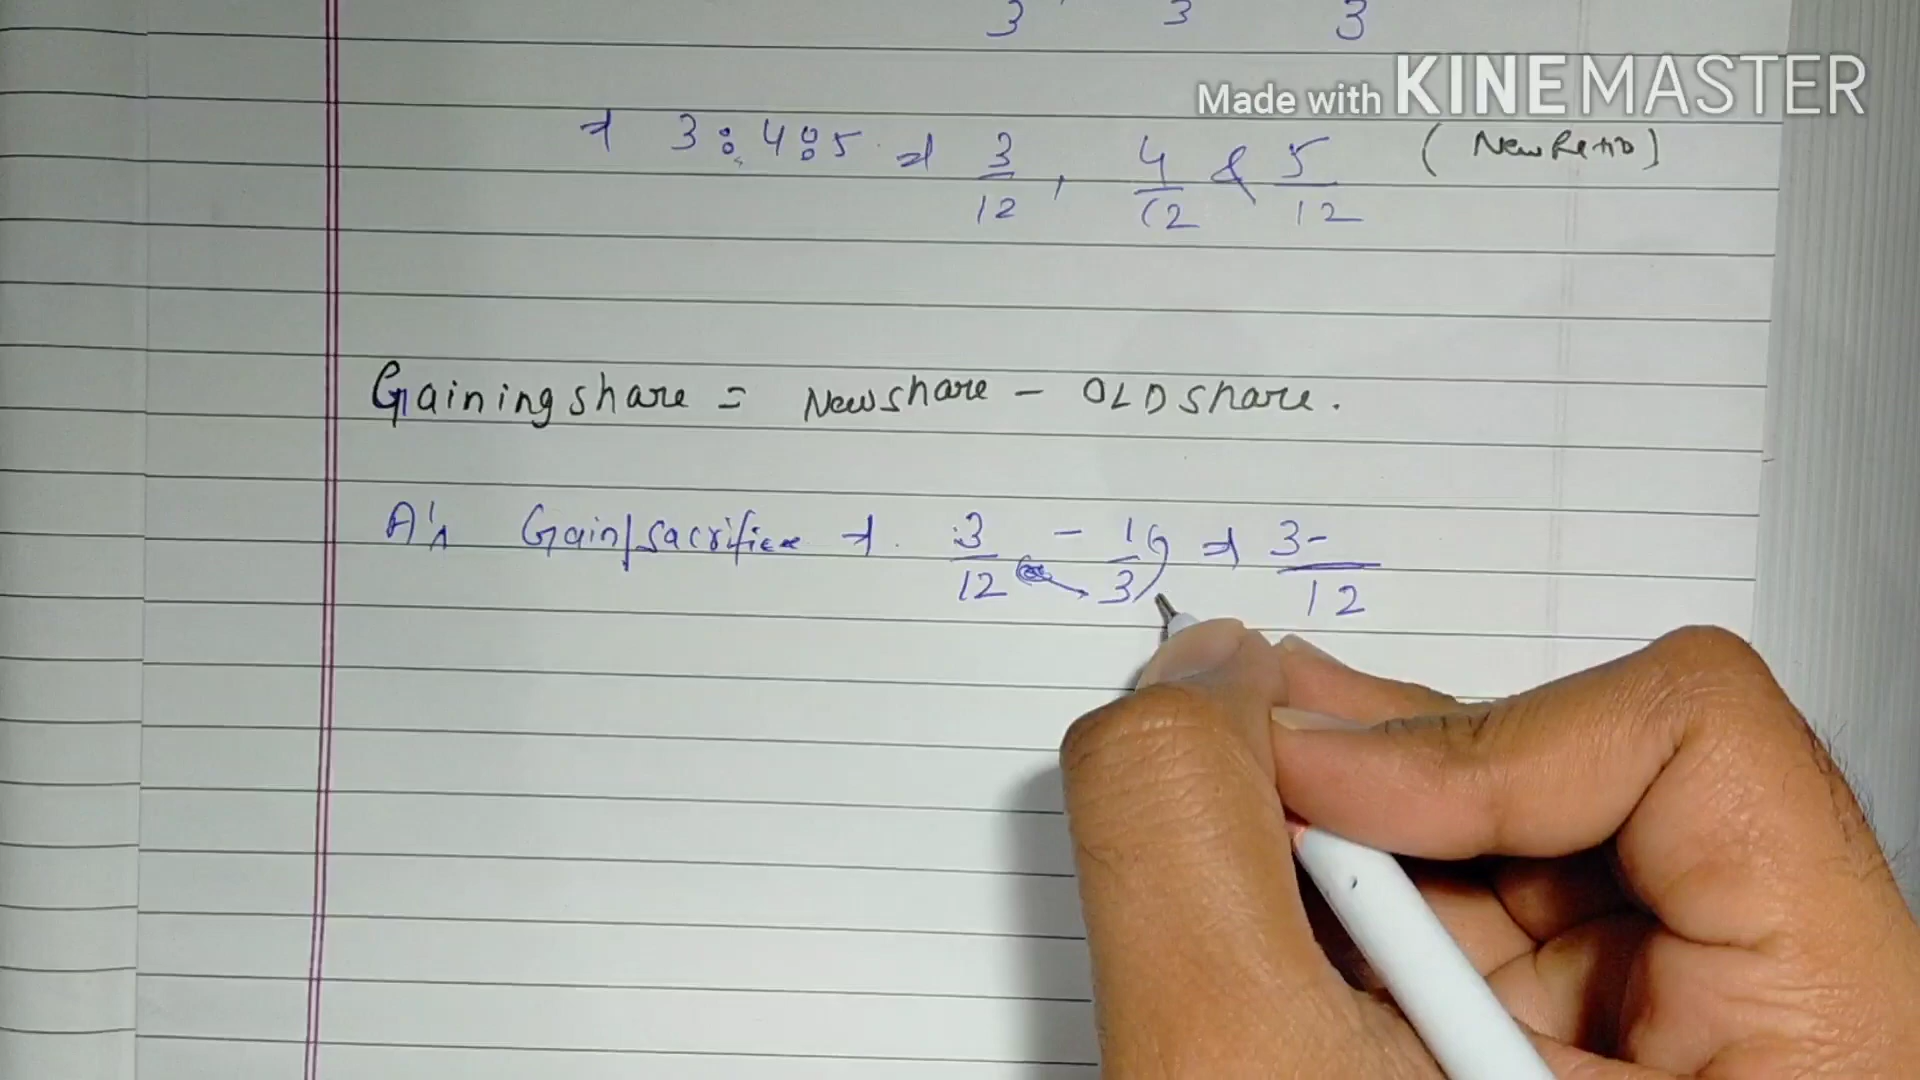 3 , 3 3
Made with KINEMASTER
3 : 4 : 5 ⇒ 3/12 , 4/12 & 5/12 (New Ratio)
Gaining share = New share - OLD share.
A's Gain/sacrifice ⇒ 3/12 - 1/3 ⇒ 3-/12